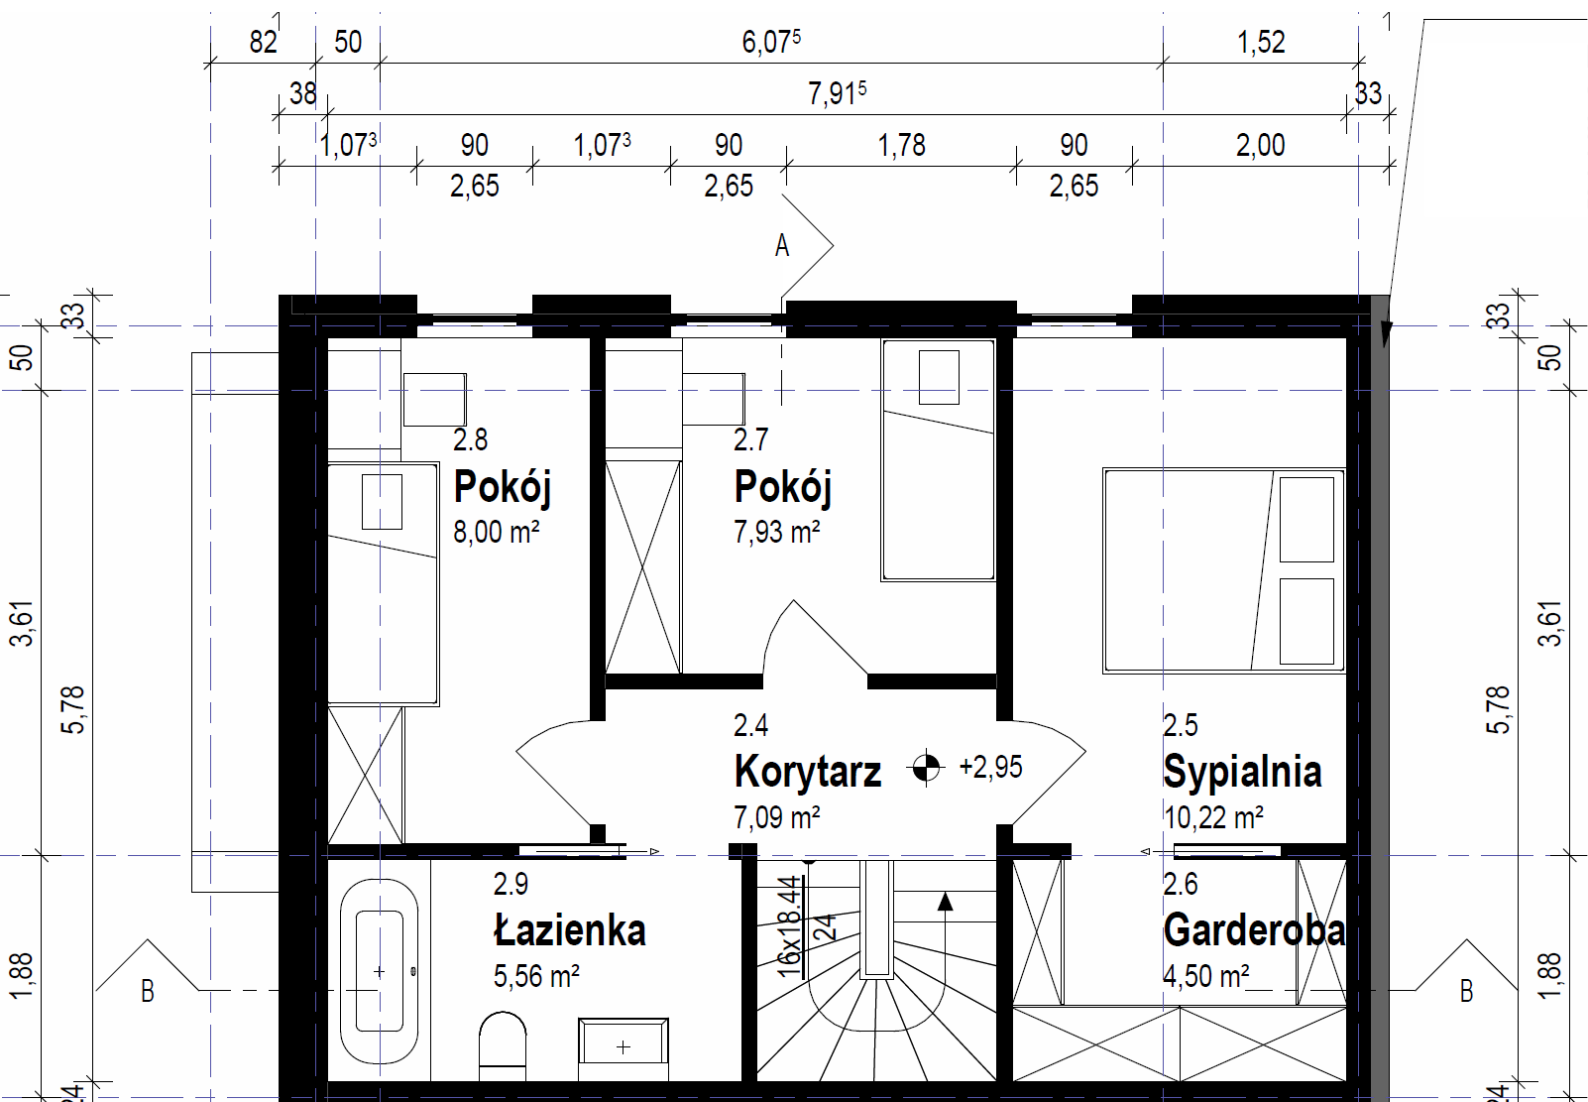 82 50 6,07⁵ 1,52
38 7,91⁵ 33
1,07³ 90 1,07³ 90 1,78 90 2,00
2,65 2,65 2,65
A
33 33
50 50
2.8
Pokój
8,00 m²
2.7
Pokój
7,93 m²
3,61 3,61
5,78 5,78
2.4
Korytarz
7,09 m²
+2,95
2.5
Sypialnia
10,22 m²
2.9
Łazienka
5,56 m²
16x18.44
24
2.6
Garderoba
4,50 m²
1,88 1,88
B B
24 24